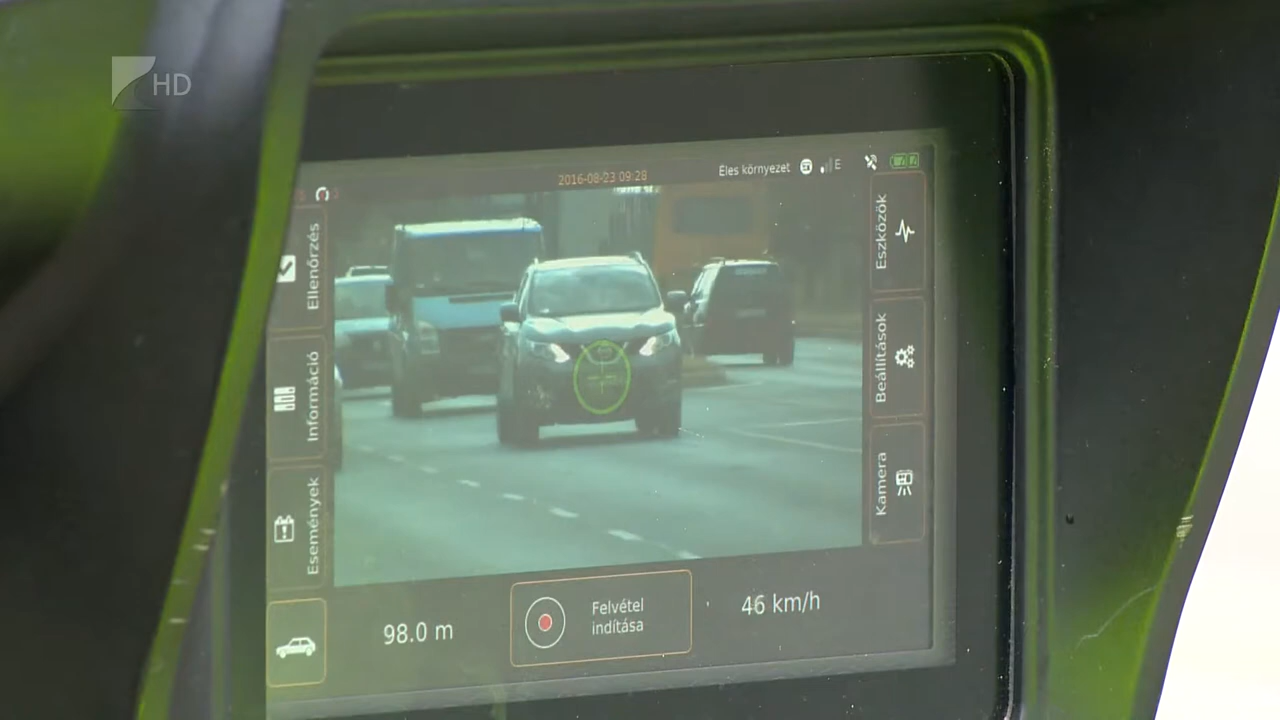 HD
2016-08-23 09:28
Éles környezet
E
Ellenőrzés
Információ
Események
Eszközök
Beállítások
Kamera
98.0 m
Felvétel
indítása
46 km/h